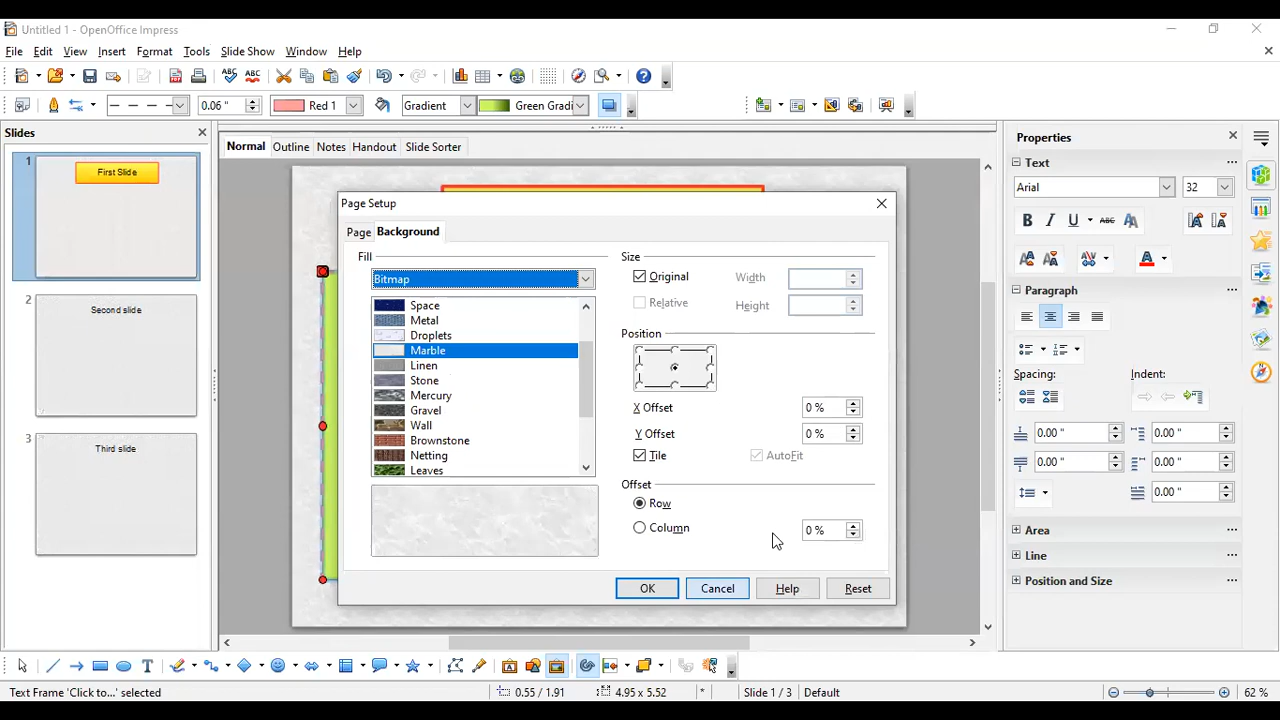 Untitled 1 - OpenOffice Impress
File Edit View Insert Format Tools Slide Show Window Help
0.06 " Red 1 Gradient Green Gradi
Slides
Normal Outline Notes Handout Slide Sorter
1
First Slide
2
Second slide
3
Third slide
Page Setup
Page Background
Fill
Bitmap
Space
Metal
Droplets
Marble
Linen
Stone
Mercury
Gravel
Wall
Brownstone
Netting
Leaves
Size
Original Width
Relative Height
Position
X Offset 0 %
Y Offset 0 %
Tile AutoFit
Offset
Row
Column 0 %
OK Cancel Help Reset
Properties
Text
Arial 32
Paragraph
Spacing: Indent:
0.00 " 0.00 "
0.00 " 0.00 "
0.00 "
Area
Line
Position and Size
Text Frame 'Click to...' selected 0.55 / 1.91 4.95 x 5.52 * Slide 1 / 3 Default 62 %